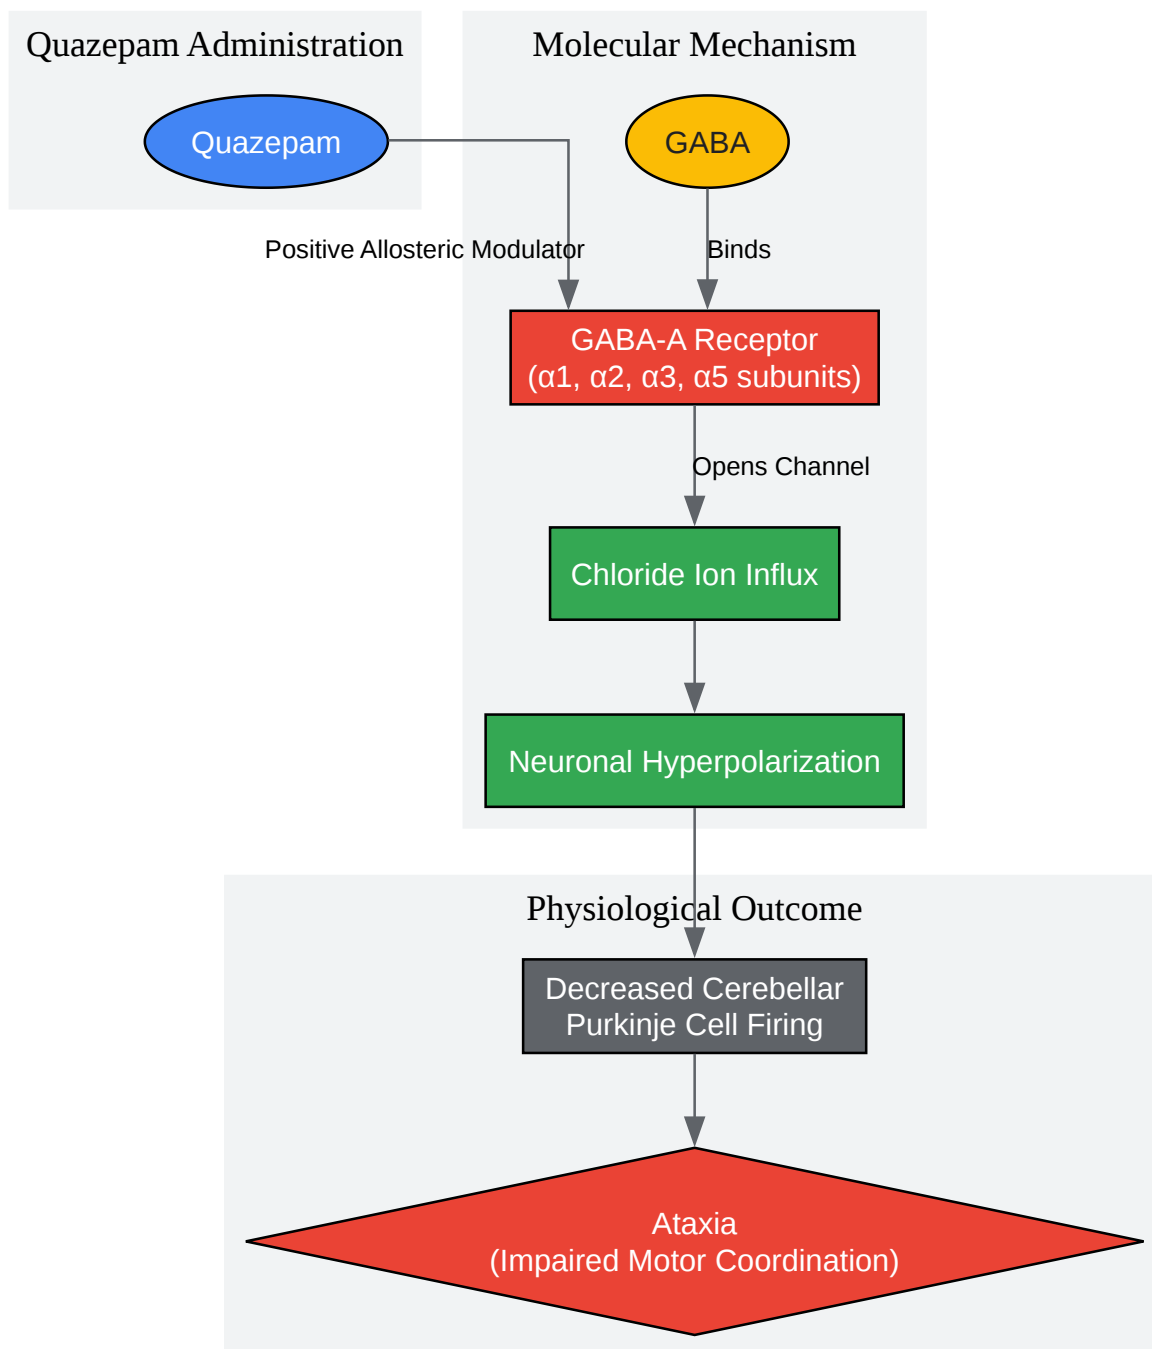 Quazepam Administration
Molecular Mechanism
Quazepam
GABA
Positive Allosteric Modulator
Binds
GABA-A Receptor
(α1, α2, α3, α5 subunits)
Opens Channel
Chloride Ion Influx
Neuronal Hyperpolarization
Physiological Outcome
Decreased Cerebellar
Purkinje Cell Firing
Ataxia
(Impaired Motor Coordination)